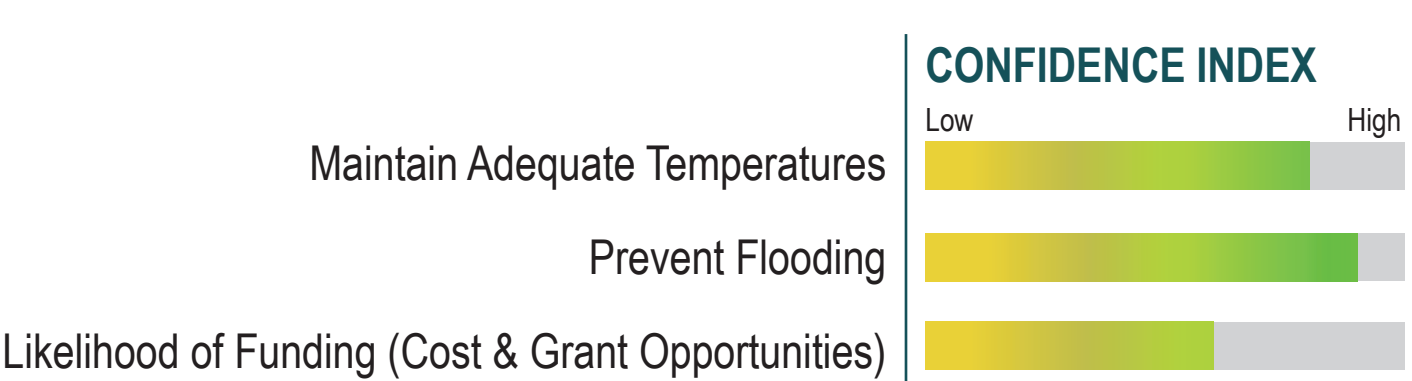 CONFIDENCE INDEX
Low High
Maintain Adequate Temperatures
Prevent Flooding
Likelihood of Funding (Cost & Grant Opportunities)